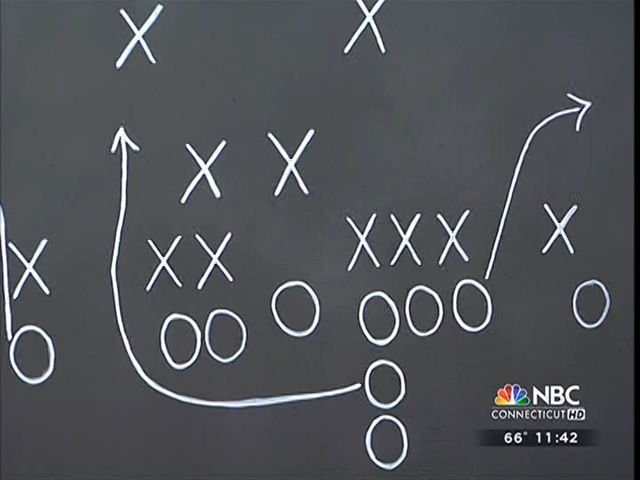 X X
X X
X X X X X X X
O O O O O O O
O O
O
NBC
CONNECTICUT HD
66° 11:42